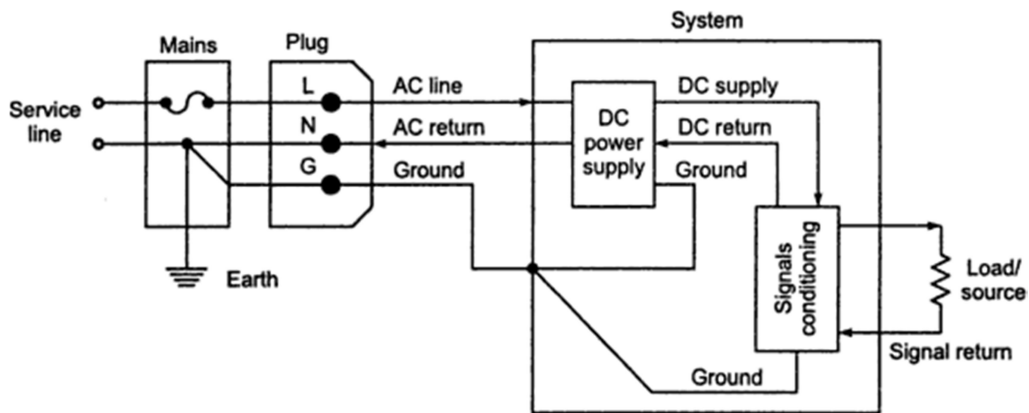 System
Mains
Plug
Service
line
L
AC line
N
AC return
G
Ground
Earth
DC
power
supply
DC supply
DC return
Ground
Signals
conditioning
Ground
Load/
source
Signal return